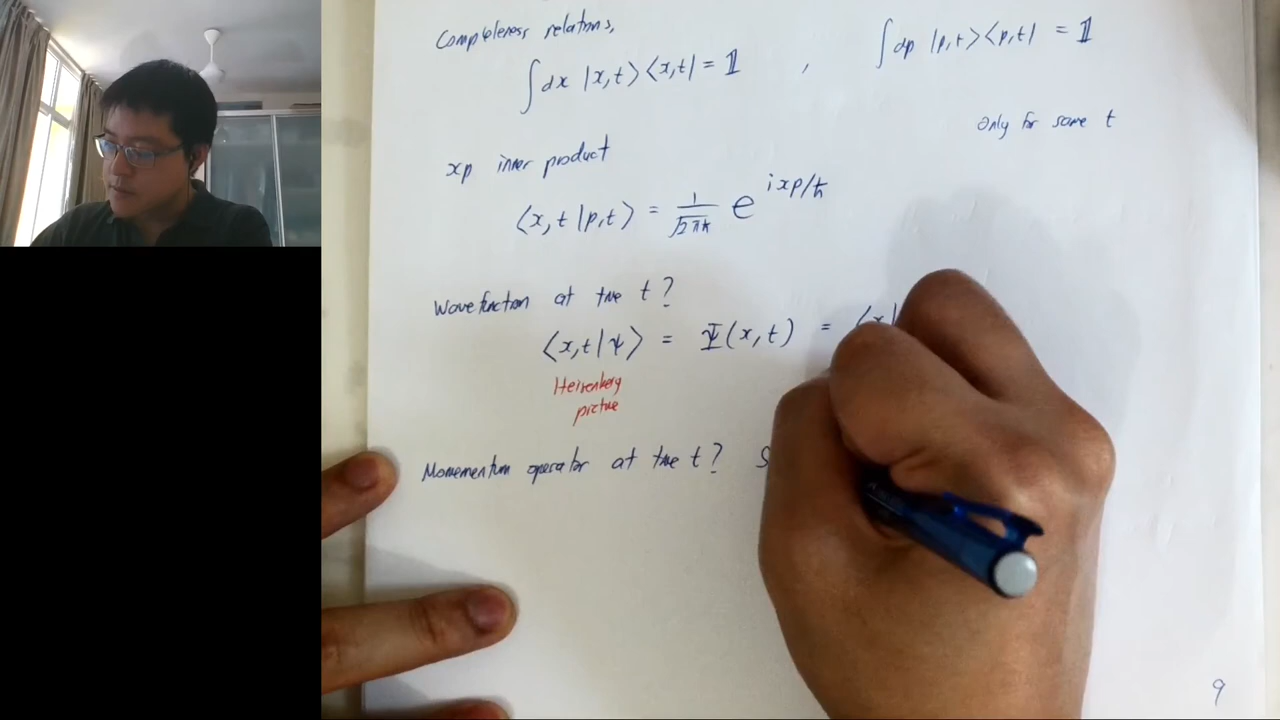 Completeness relations,
∫dx |x,t⟩⟨x,t| = 𝟙 , ∫dp |p,t⟩⟨p,t| = 𝟙
only for same t
xp inner product
⟨x,t|p,t⟩ = 1/√2πħ e^{ixp/ħ}
Wavefunction at time t?
⟨x,t|Ψ⟩ = Ψ(x,t) = ⟨x|
Heisenberg
picture
Momentum operator at time t? S
9